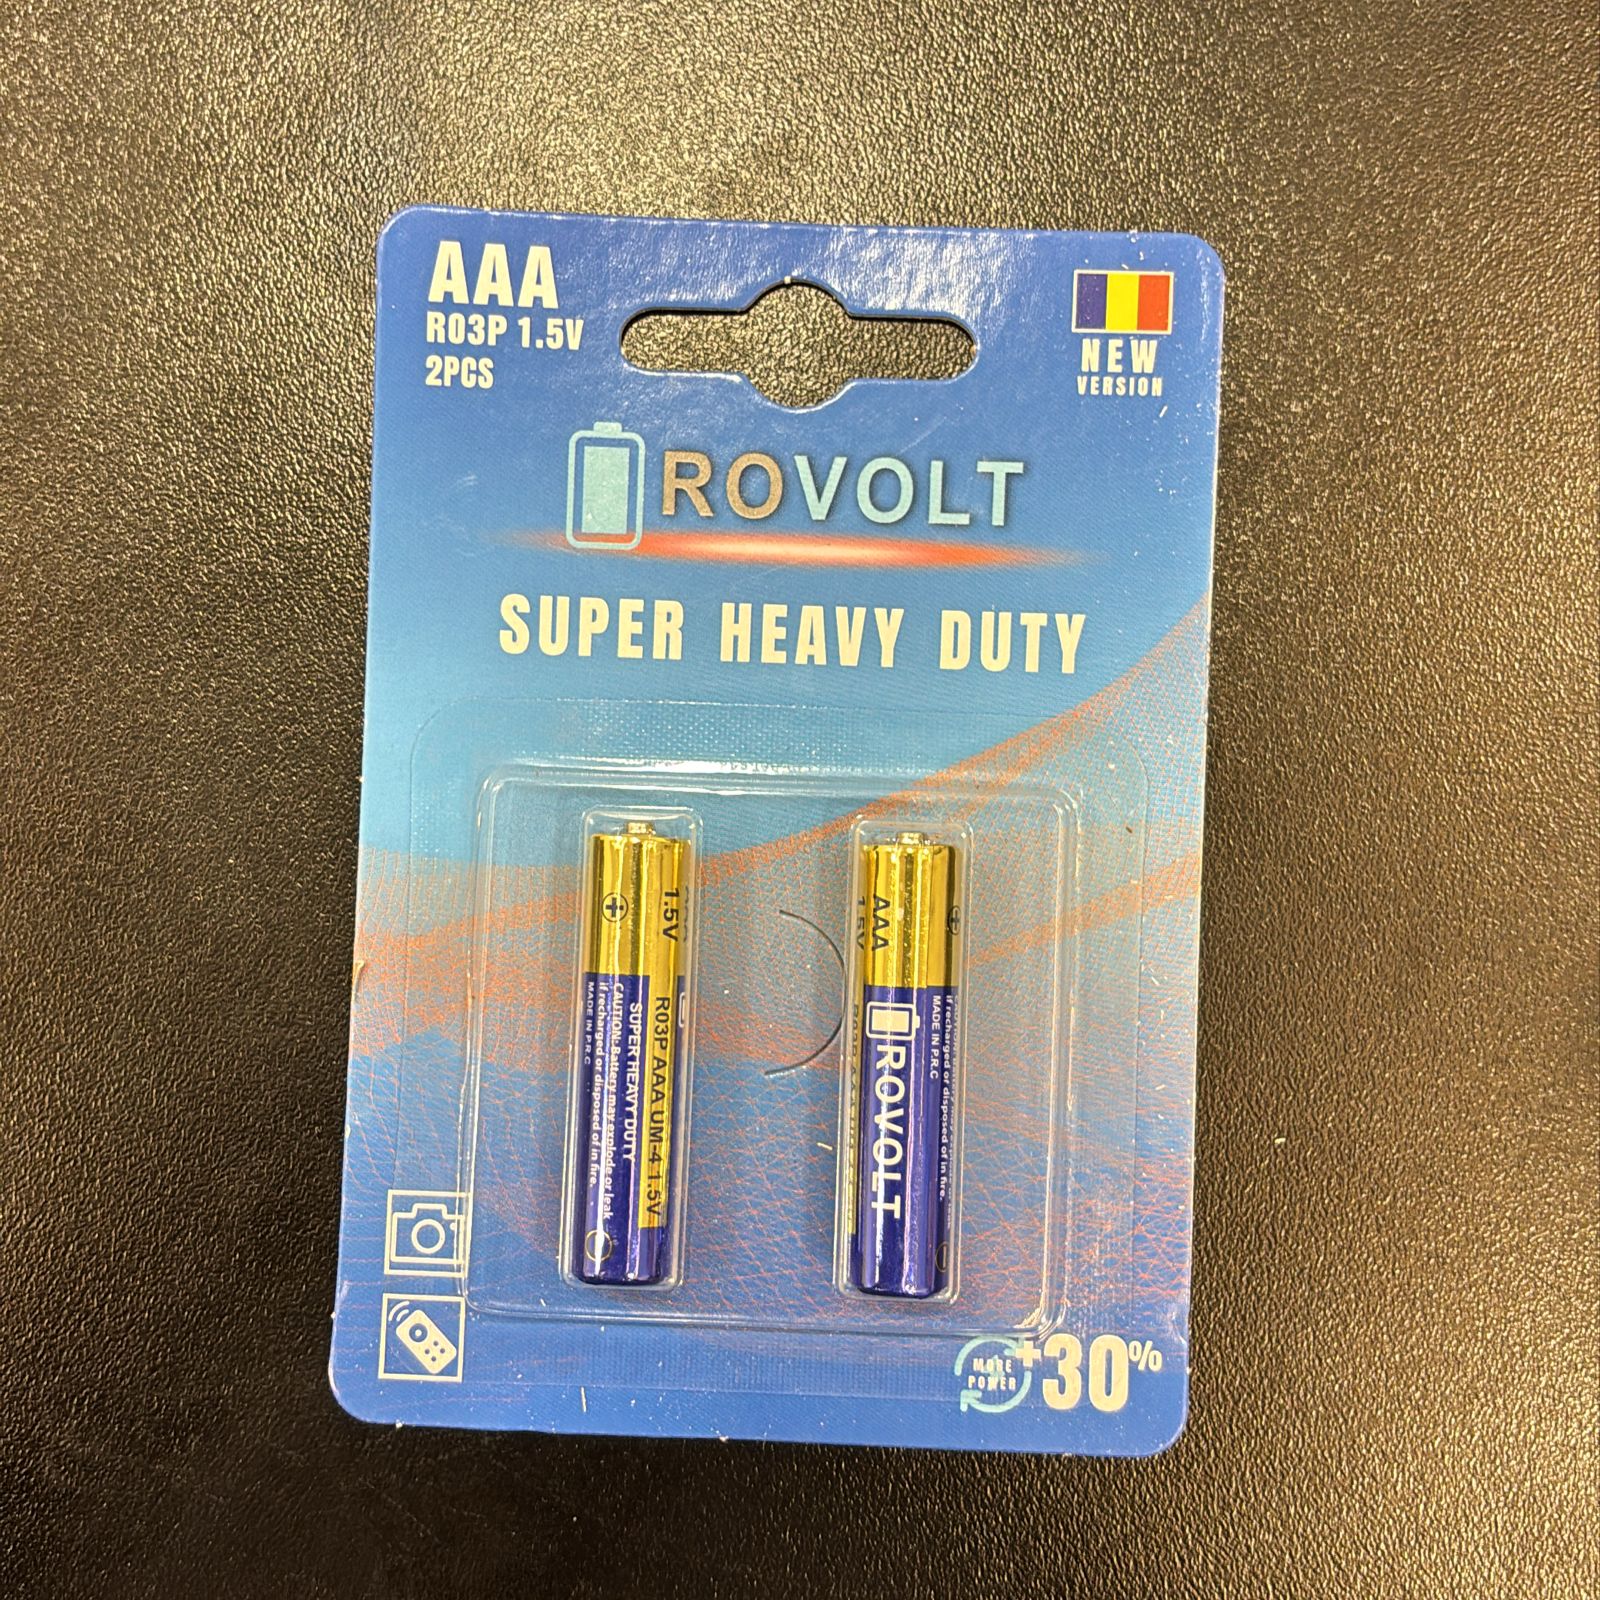 AAA
R03P 1.5V
2PCS
NEW
VERSION
ROVOLT
SUPER HEAVY DUTY
1.5V
R03P AAA UM-4 1.5V
SUPER HEAVY DUTY
CAUTION: Battery may explode or leak
if recharged or disposed of in fire.
MADE IN P.R.C
AAA
1.5V
ROVOLT
if recharged or disposed of in fire.
MADE IN P.R.C
MORE
POWER
+30%